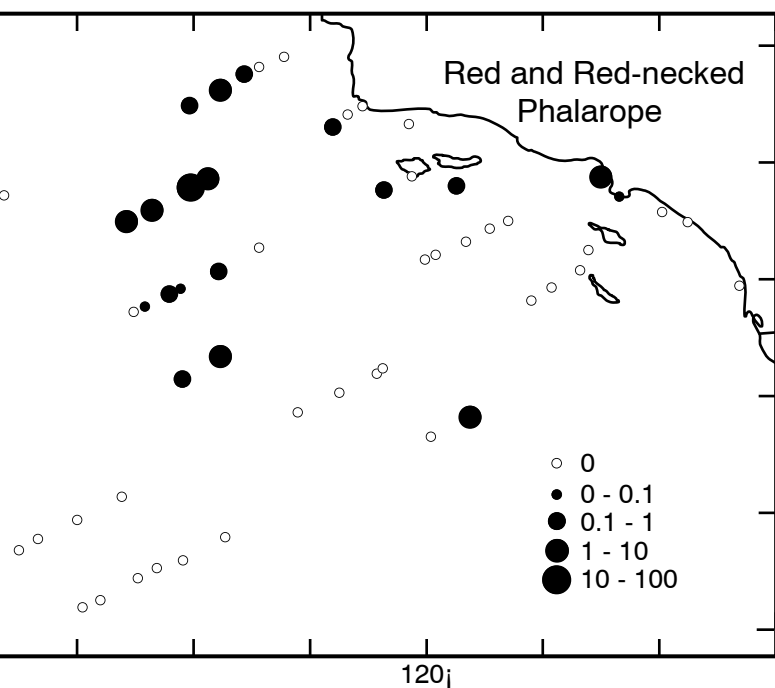 Red and Red-necked
Phalarope
0
0 - 0.1
0.1 - 1
1 - 10
10 - 100
120¡